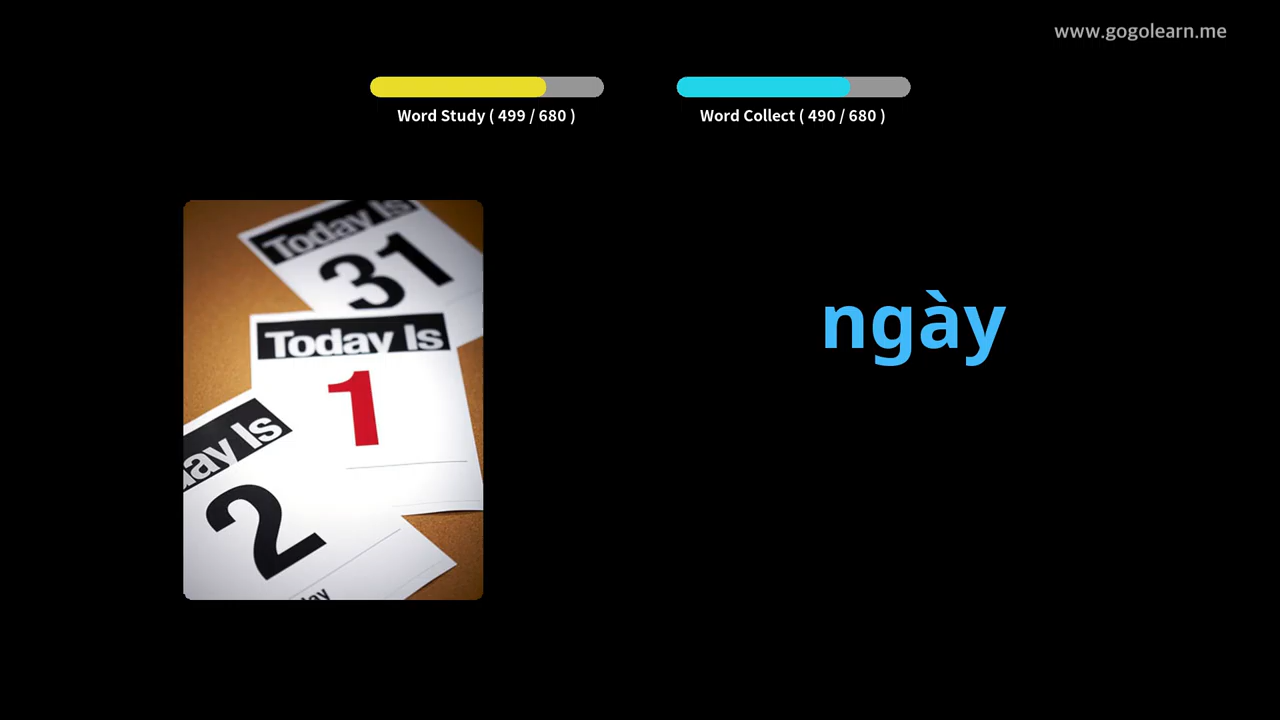 www.gogolearn.me
Word Study ( 499 / 680 )
Word Collect ( 490 / 680 )
Today Is
31
Today Is
1
ay Is
2
ngày